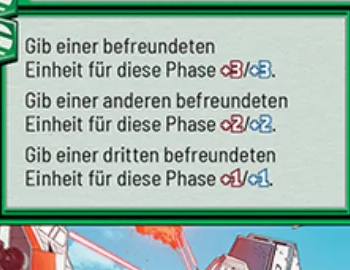 Gib einer befreundeten
Einheit für diese Phase +3/+3.
Gib einer anderen befreundeten
Einheit für diese Phase +2/+2.
Gib einer dritten befreundeten
Einheit für diese Phase +1/+1.